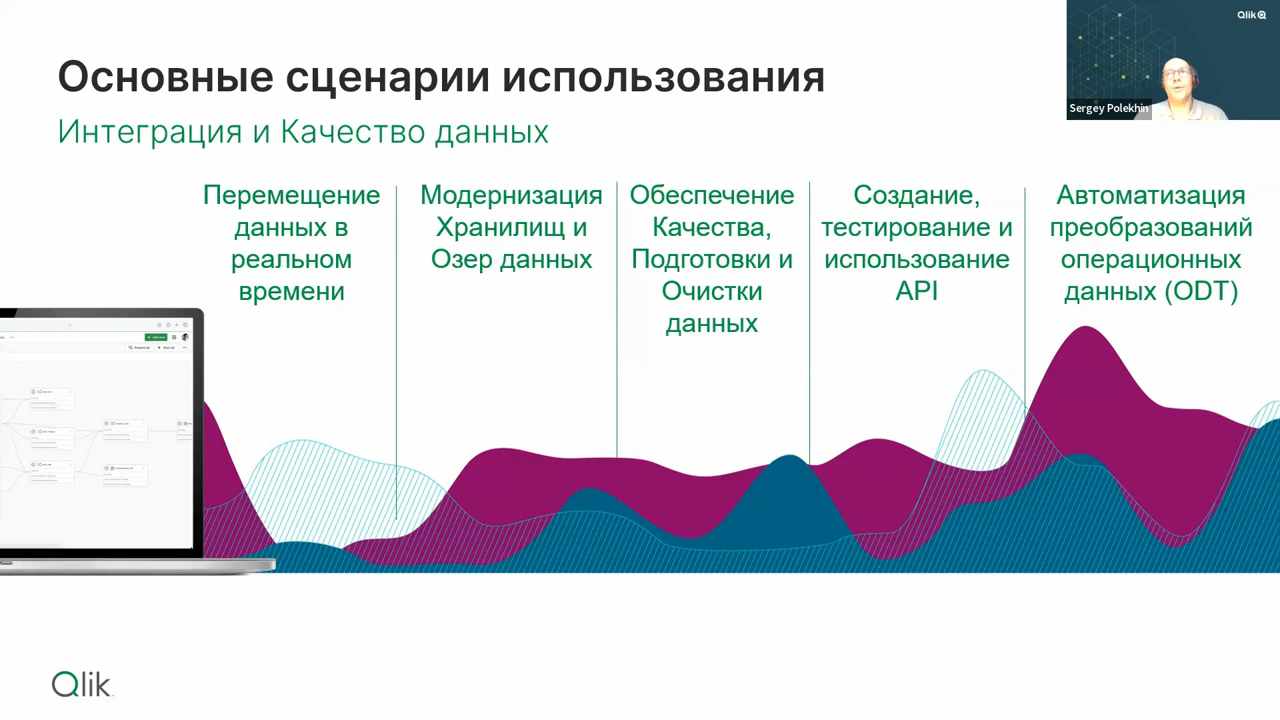 Основные сценарии использования
Интеграция и Качество данных
Qlik
Sergey Polekhin
Перемещение
данных в
реальном
времени
Модернизация
Хранилищ и
Озер данных
Обеспечение
Качества,
Подготовки и
Очистки
данных
Создание,
тестирование и
использование
API
Автоматизация
преобразований
операционных
данных (ODT)
Qlik